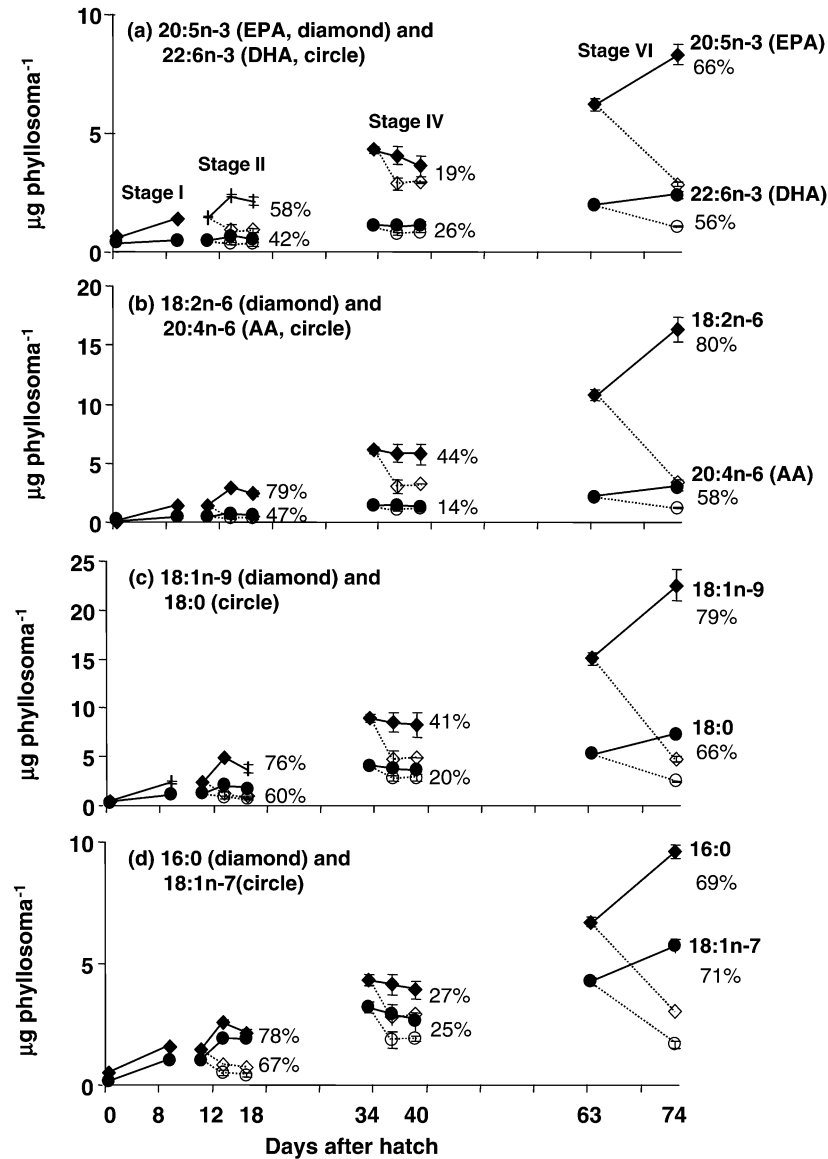 10
(a) 20:5n-3 (EPA, diamond) and
22:6n-3 (DHA, circle)
Stage VI
20:5n-3 (EPA)
66%
Stage IV
5
Stage II
19%
Stage I
22:6n-3 (DHA)
58%
56%
26%
42%
0
µg phyllosoma-1
20
(b) 18:2n-6 (diamond) and
20:4n-6 (AA, circle)
18:2n-6
80%
15
10
44%
5
79%
20:4n-6 (AA)
58%
47%
14%
0
µg phyllosoma-1
25
(c) 18:1n-9 (diamond) and
18:0 (circle)
18:1n-9
79%
20
15
10
41%
18:0
66%
5
76%
20%
60%
0
µg phyllosoma-1
10
(d) 16:0 (diamond) and
18:1n-7(circle)
16:0
69%
18:1n-7
71%
5
27%
25%
78%
67%
0
µg phyllosoma-1
0 8 12 18 34 40 63 74
Days after hatch